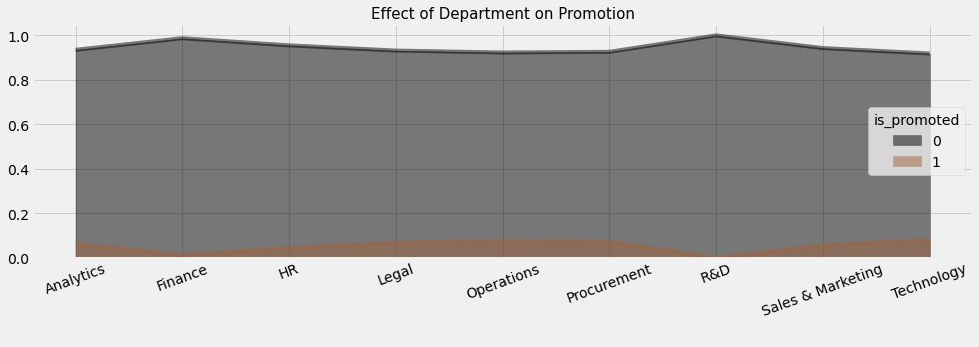 Effect of Department on Promotion
1.0
0.8
0.6
0.4
0.2
0.0
is_promoted
0
1
Analytics
Finance
HR
Legal
Operations
Procurement
R&D
Sales & Marketing
Technology